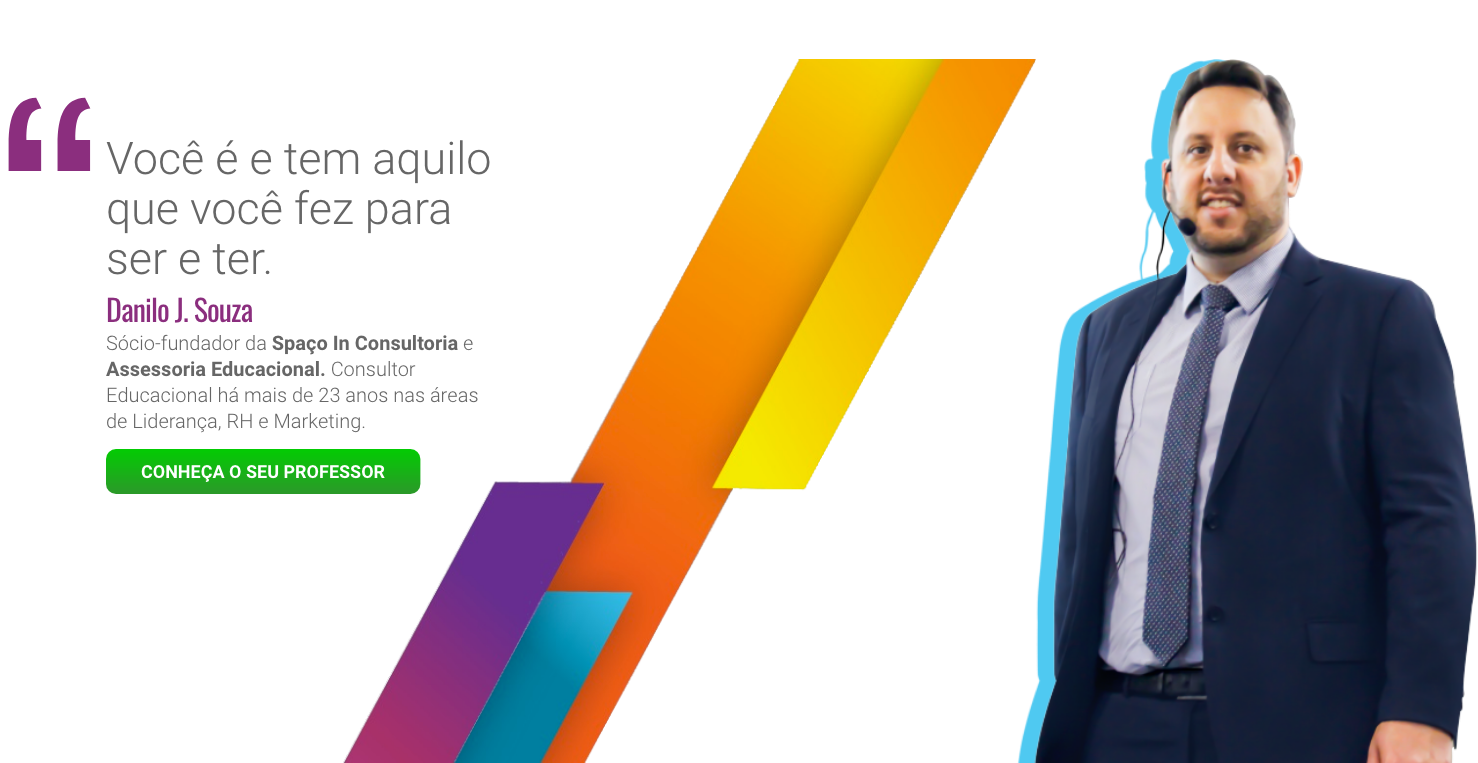 “
Você é e tem aquilo
que você fez para
ser e ter.
Danilo J. Souza
Sócio-fundador da Spaço In Consultoria e
Assessoria Educacional. Consultor
Educacional há mais de 23 anos nas áreas
de Liderança, RH e Marketing.
CONHEÇA O SEU PROFESSOR